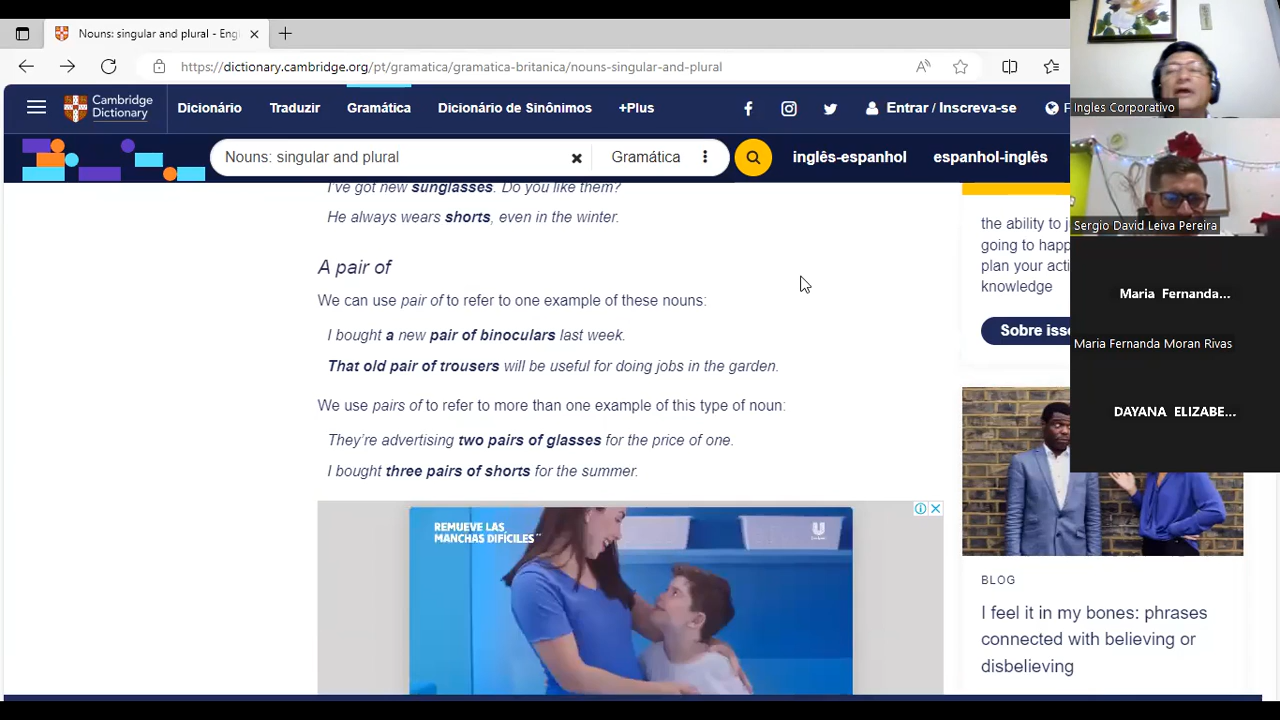 Nouns: singular and plural - Engl
https://dictionary.cambridge.org/pt/gramatica/gramatica-britanica/nouns-singular-and-plural
Cambridge
Dictionary
Dicionário
Traduzir
Gramática
Dicionário de Sinônimos
+Plus
Entrar / Inscreva-se
Nouns: singular and plural
Gramática
inglês-espanhol
espanhol-inglês
I've got new sunglasses. Do you like them?
He always wears shorts, even in the winter.
A pair of
We can use pair of to refer to one example of these nouns:
I bought a new pair of binoculars last week.
That old pair of trousers will be useful for doing jobs in the garden.
We use pairs of to refer to more than one example of this type of noun:
They're advertising two pairs of glasses for the price of one.
I bought three pairs of shorts for the summer.
REMUEVE LAS
MANCHAS DIFÍCILES
the ability to j
going to happ
plan your acti
knowledge
Sobre iss
BLOG
I feel it in my bones: phrases
connected with believing or
disbelieving
Ingles Corporativo
Sergio David Leiva Pereira
Maria Fernanda...
Maria Fernanda Moran Rivas
DAYANA ELIZABE...